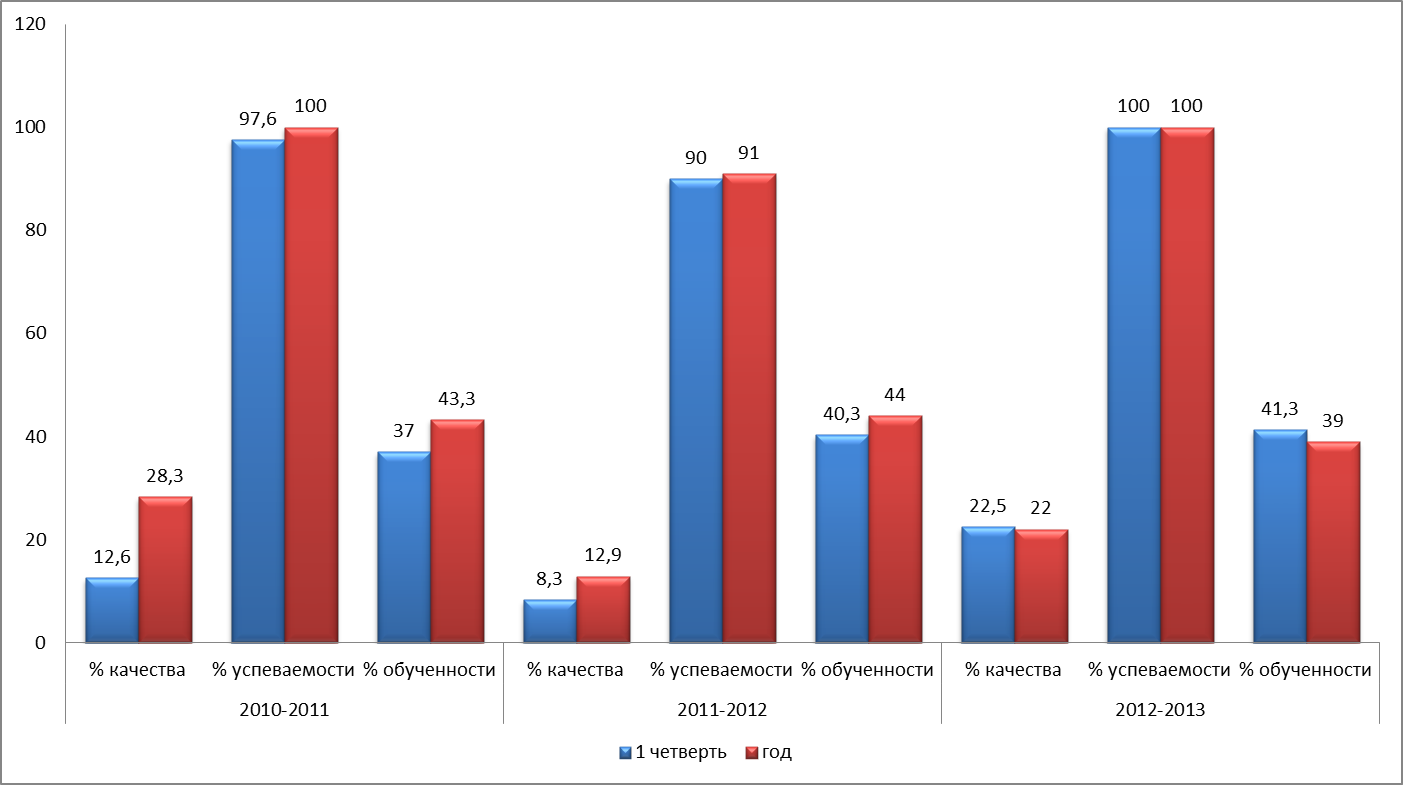 120
100
80
60
40
20
0
12,6
28,3
97,6
100
37
43,3
8,3
12,9
90
91
40,3
44
22,5
22
100
100
41,3
39
% качества
% успеваемости
% обученности
% качества
% успеваемости
% обученности
% качества
% успеваемости
% обученности
2010-2011
2011-2012
2012-2013
1 четверть
год